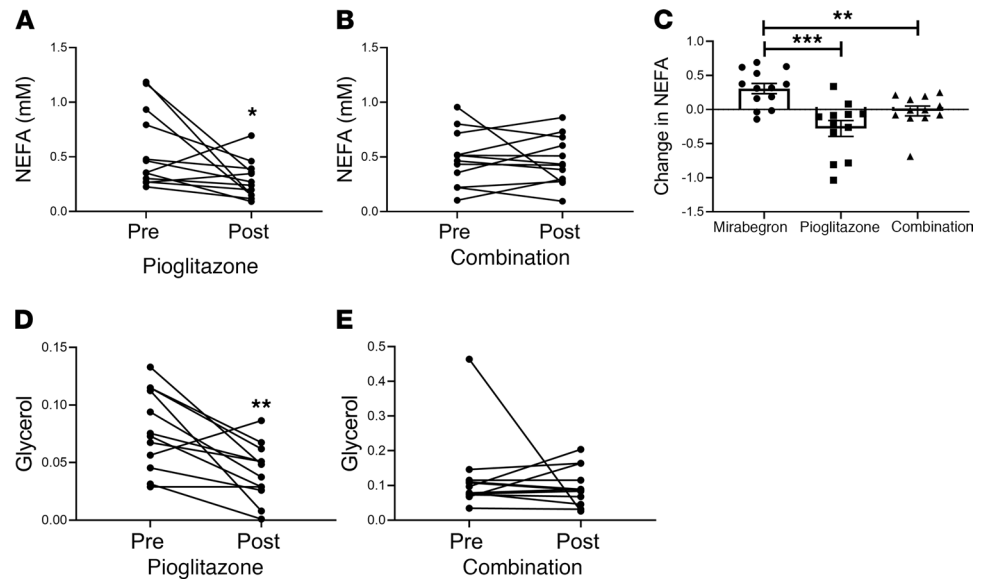 A
NEFA (mM)
1.5
1.0
0.5
0.0
*
Pre
Post
Pioglitazone
B
NEFA (mM)
1.5
1.0
0.5
0.0
Pre
Post
Combination
C
Change in NEFA
1.0
0.5
0.0
-0.5
-1.0
-1.5
**
***
Mirabegron
Pioglitazone
Combination
D
Glycerol
0.15
0.10
0.05
0.00
**
Pre
Post
Pioglitazone
E
Glycerol
0.5
0.4
0.3
0.2
0.1
0.0
Pre
Post
Combination